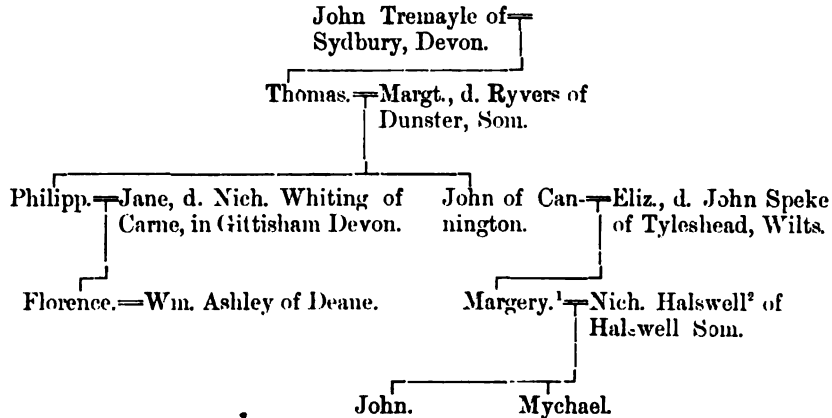 John Tremayle of
Sydbury, Devon.
Thomas. Margt., d. Ryvers of
Dunster, Som.
Philipp. Jane, d. Nich. Whiting of
Carne, in Gittisham Devon.
John of Can-
nington.
Eliz., d. John Speke
of Tyleshead, Wilts.
Florence. Wm. Ashley of Deane.
Margery.¹ Nich. Halswell² of
Halswell Som.
John. Mychael.